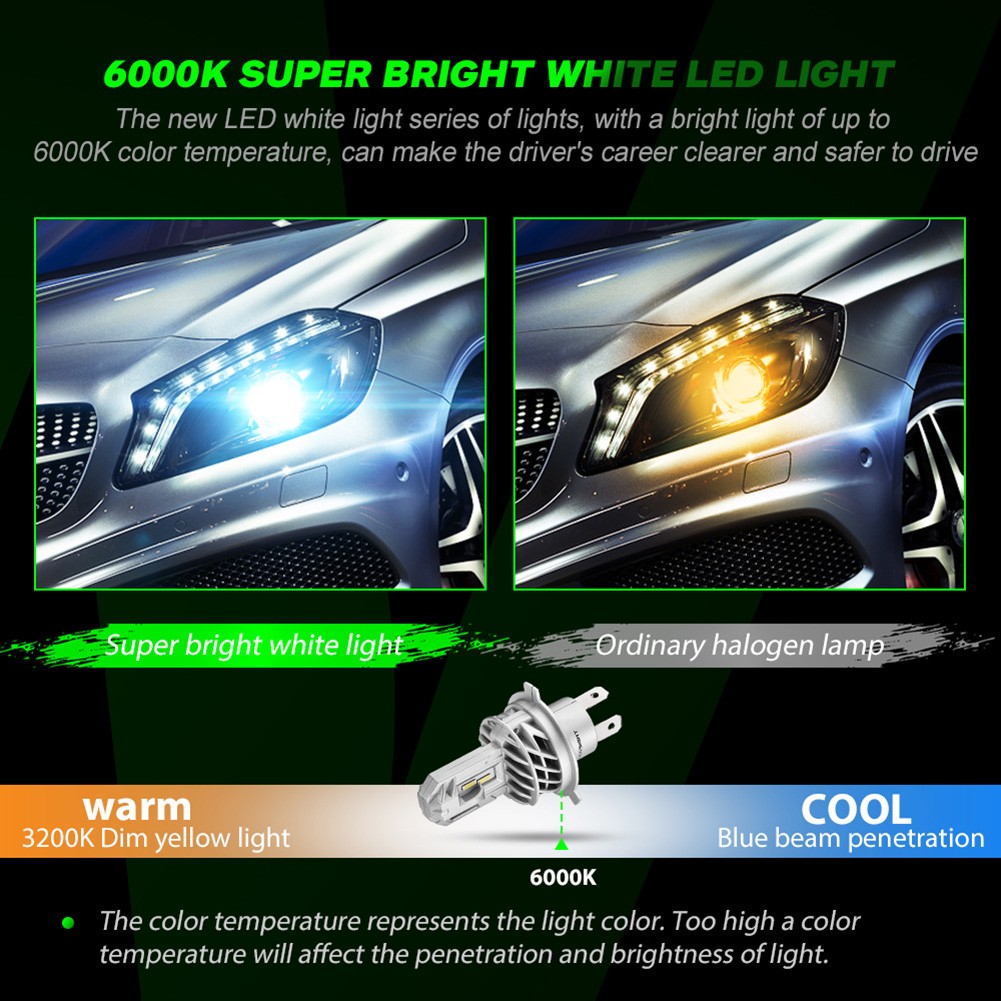 6000K SUPER BRIGHT WHITE LED LIGHT
The new LED white light series of lights, with a bright light of up to
6000K color temperature, can make the driver's career clearer and safer to drive
Super bright white light
Ordinary halogen lamp
warm
3200K Dim yellow light
COOL
Blue beam penetration
6000K
The color temperature represents the light color. Too high a color
temperature will affect the penetration and brightness of light.